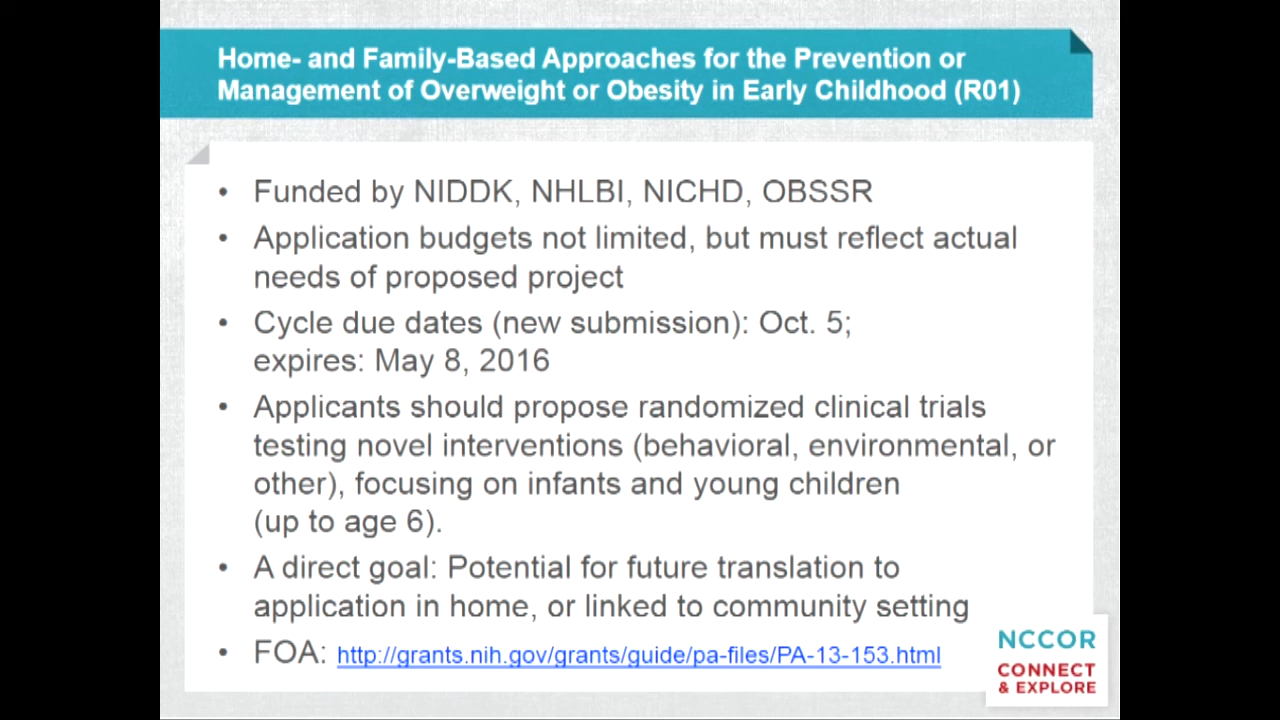 Home- and Family-Based Approaches for the Prevention or
Management of Overweight or Obesity in Early Childhood (R01)
• Funded by NIDDK, NHLBI, NICHD, OBSSR
• Application budgets not limited, but must reflect actual
needs of proposed project
• Cycle due dates (new submission): Oct. 5;
expires: May 8, 2016
• Applicants should propose randomized clinical trials
testing novel interventions (behavioral, environmental, or
other), focusing on infants and young children
(up to age 6).
• A direct goal: Potential for future translation to
application in home, or linked to community setting
• FOA: http://grants.nih.gov/grants/guide/pa-files/PA-13-153.html
NCCOR
CONNECT
& EXPLORE